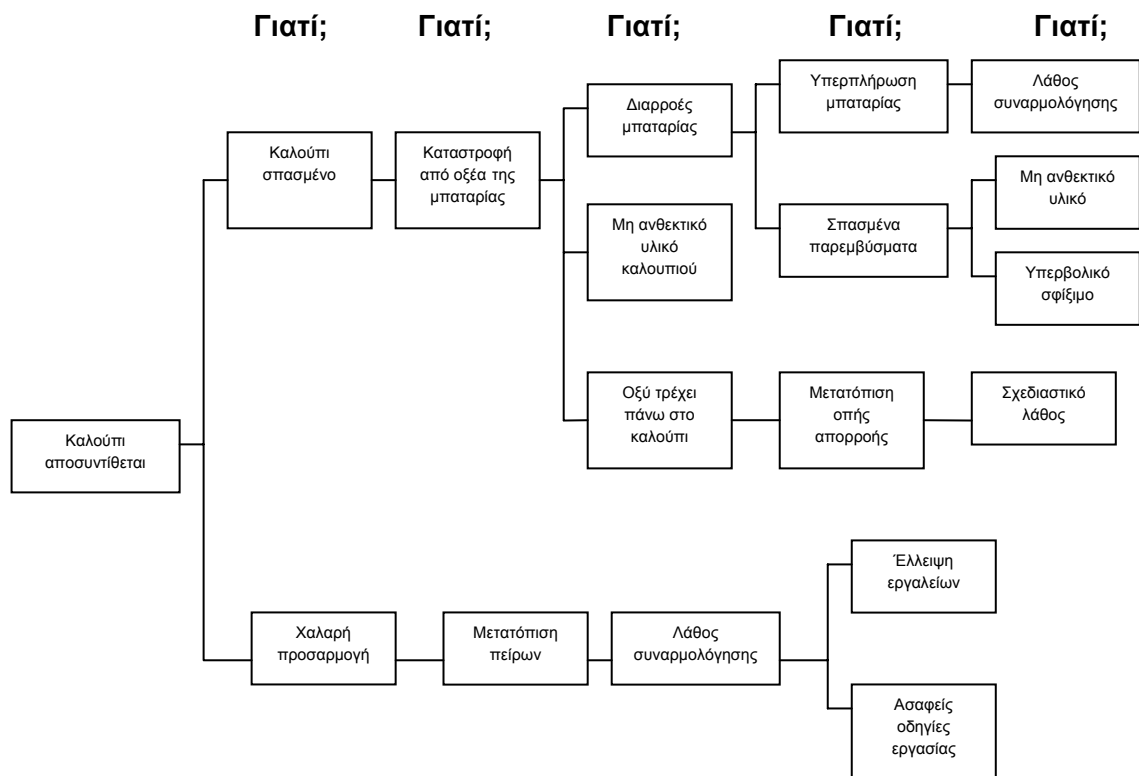 Γιατί; Γιατί; Γιατί; Γιατί; Γιατί;
Καλούπι
αποσυντίθεται
Καλούπι
σπασμένο
Καταστροφή
από οξέα της
μπαταρίας
Διαρροές
μπαταρίας
Υπερπλήρωση
μπαταρίας
Λάθος
συναρμολόγησης
Σπασμένα
παρεμβύσματα
Μη ανθεκτικό
υλικό
Υπερβολικό
σφίξιμο
Μη ανθεκτικό
υλικό
καλουπιού
Οξύ τρέχει
πάνω στο
καλούπι
Μετατόπιση
οπής
απορροής
Σχεδιαστικό
λάθος
Χαλαρή
προσαρμογή
Μετατόπιση
πείρων
Λάθος
συναρμολόγησης
Έλλειψη
εργαλείων
Ασαφείς
οδηγίες
εργασίας